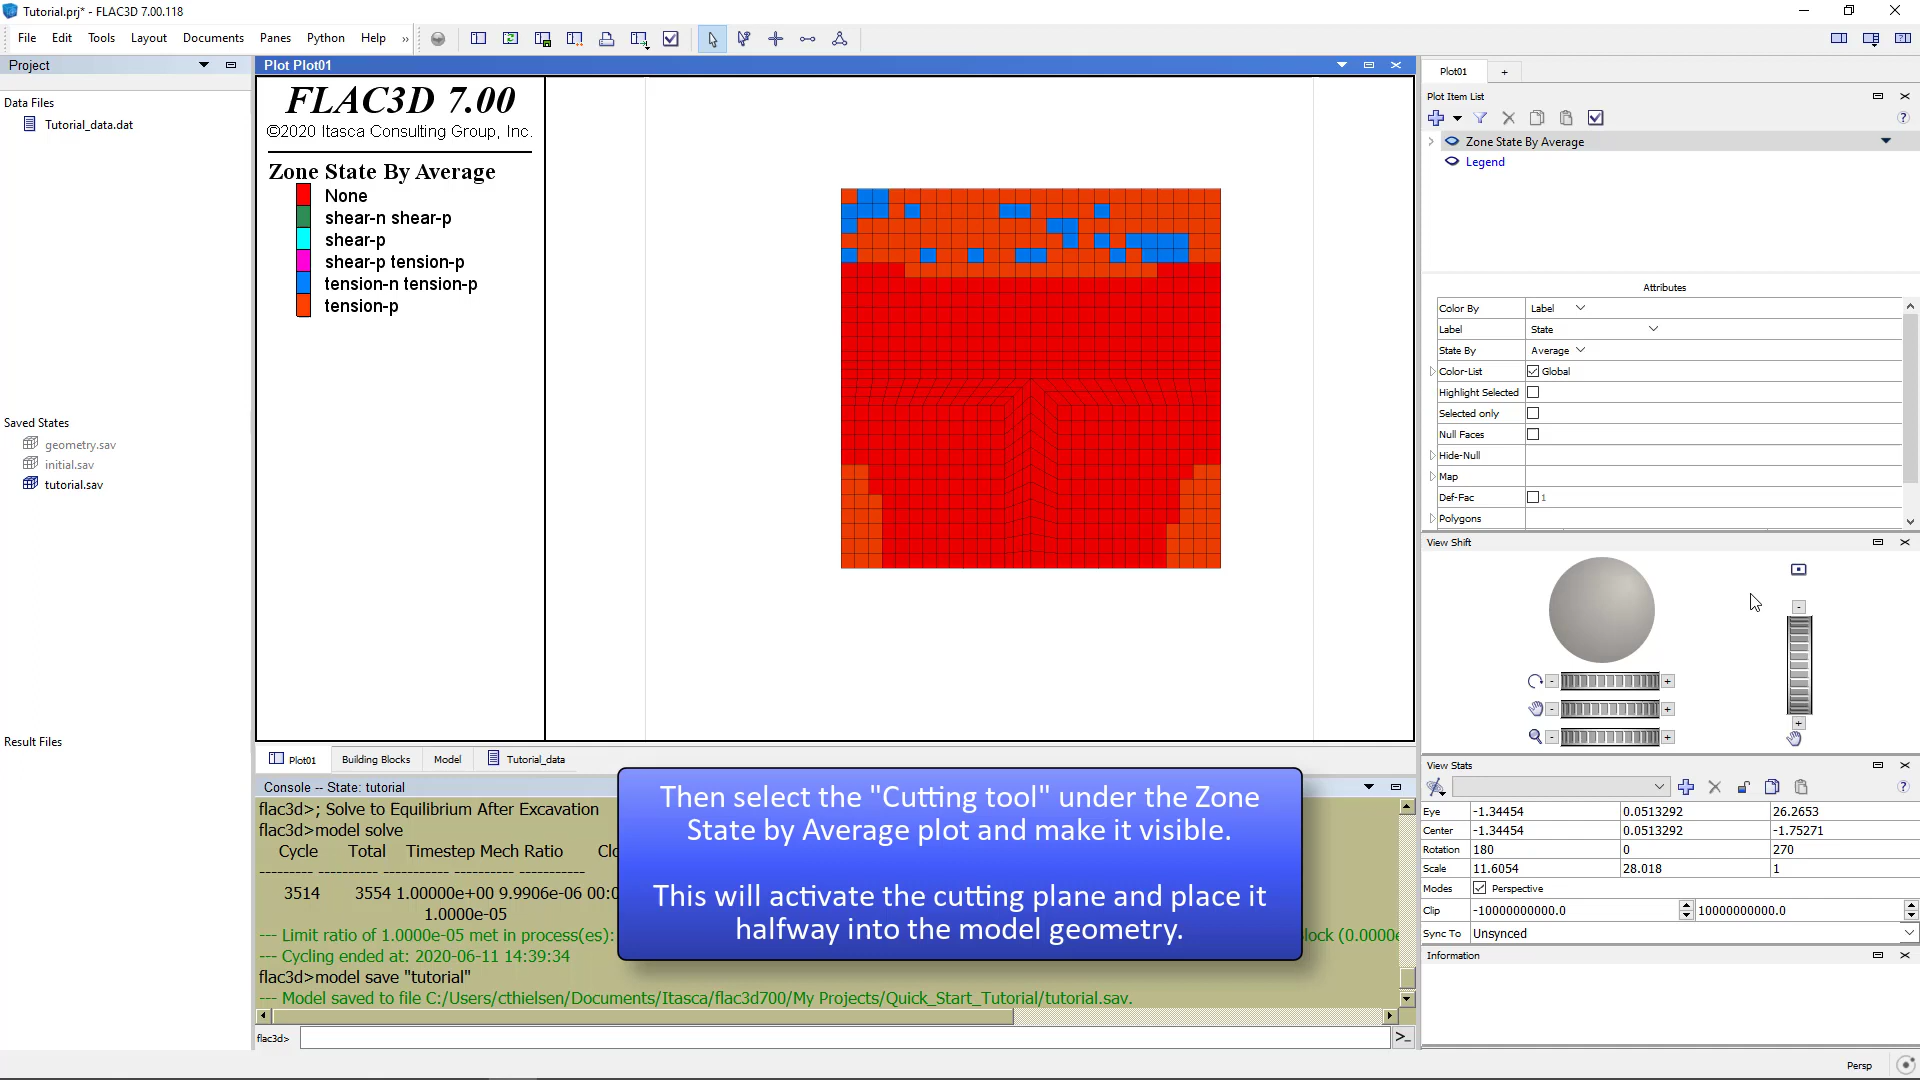 Tutorial.prj* - FLAC3D 7.00.118
File Edit Tools Layout Documents Panes Python Help »
Project
Data Files
Tutorial_data.dat
Saved States
geometry.sav
initial.sav
tutorial.sav
Result Files
Plot Plot01
FLAC3D 7.00
©2020 Itasca Consulting Group, Inc.
Zone State By Average
None
shear-n shear-p
shear-p
shear-p tension-p
tension-n tension-p
tension-p
Plot01 Building Blocks Model Tutorial_data
Console -- State: tutorial
flac3d>; Solve to Equilibrium After Excavation
flac3d>model solve
Cycle Total Timestep Mech Ratio Clo
--------- --------- ----------- -----------
3514 3554 1.00000e+00 9.9906e-06 00:0
1.0000e-05
--- Limit ratio of 1.0000e-05 met in process(es): lock (0.0000e
--- Cycling ended at: 2020-06-11 14:39:34
flac3d>model save "tutorial"
--- Model saved to file C:/Users/cthielsen/Documents/Itasca/flac3d700/My Projects/Quick_Start_Tutorial/tutorial.sav.
flac3d>
Then select the "Cutting tool" under the Zone
State by Average plot and make it visible.
This will activate the cutting plane and place it
halfway into the model geometry.
Plot01 +
Plot Item List
Zone State By Average
Legend
Attributes
Color By Label
Label State
State By Average
Color-List Global
Highlight Selected
Selected only
Null Faces
Hide-Null
Map
Def-Fac 1
Polygons
View Shift
- +
- +
- +
-
+
View Stats
Eye -1.34454 0.0513292 26.2653
Center -1.34454 0.0513292 -1.75271
Rotation 180 0 270
Scale 11.6054 28.018 1
Modes Perspective
Clip -10000000000.0 10000000000.0
Sync To Unsynced
Information
Persp